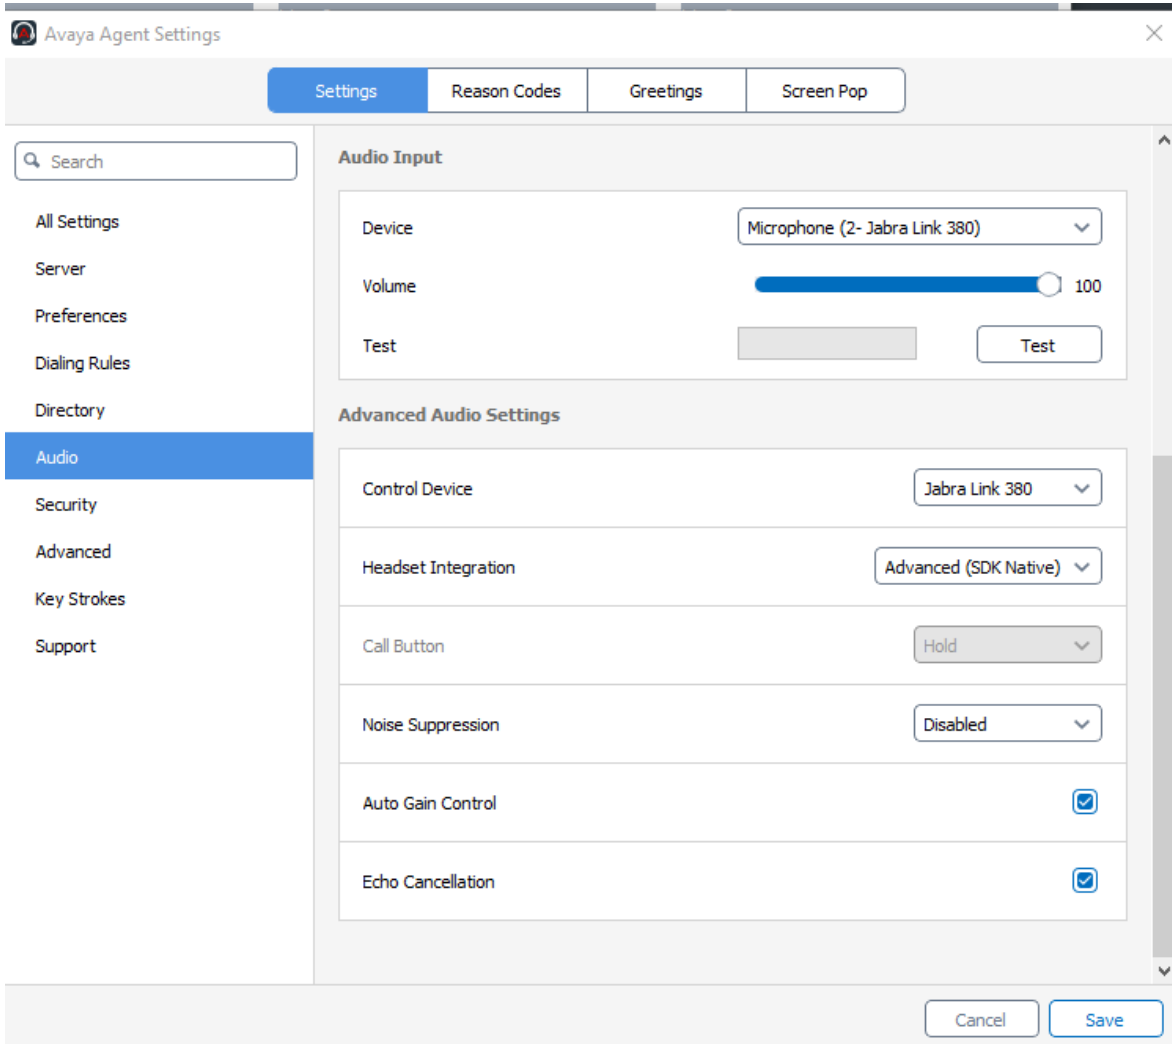 Avaya Agent Settings
Settings Reason Codes Greetings Screen Pop
Search
All Settings
Server
Preferences
Dialing Rules
Directory
Audio
Security
Advanced
Key Strokes
Support
Audio Input
Device Microphone (2- Jabra Link 380)
Volume 100
Test Test
Advanced Audio Settings
Control Device Jabra Link 380
Headset Integration Advanced (SDK Native)
Call Button Hold
Noise Suppression Disabled
Auto Gain Control
Echo Cancellation
Cancel Save